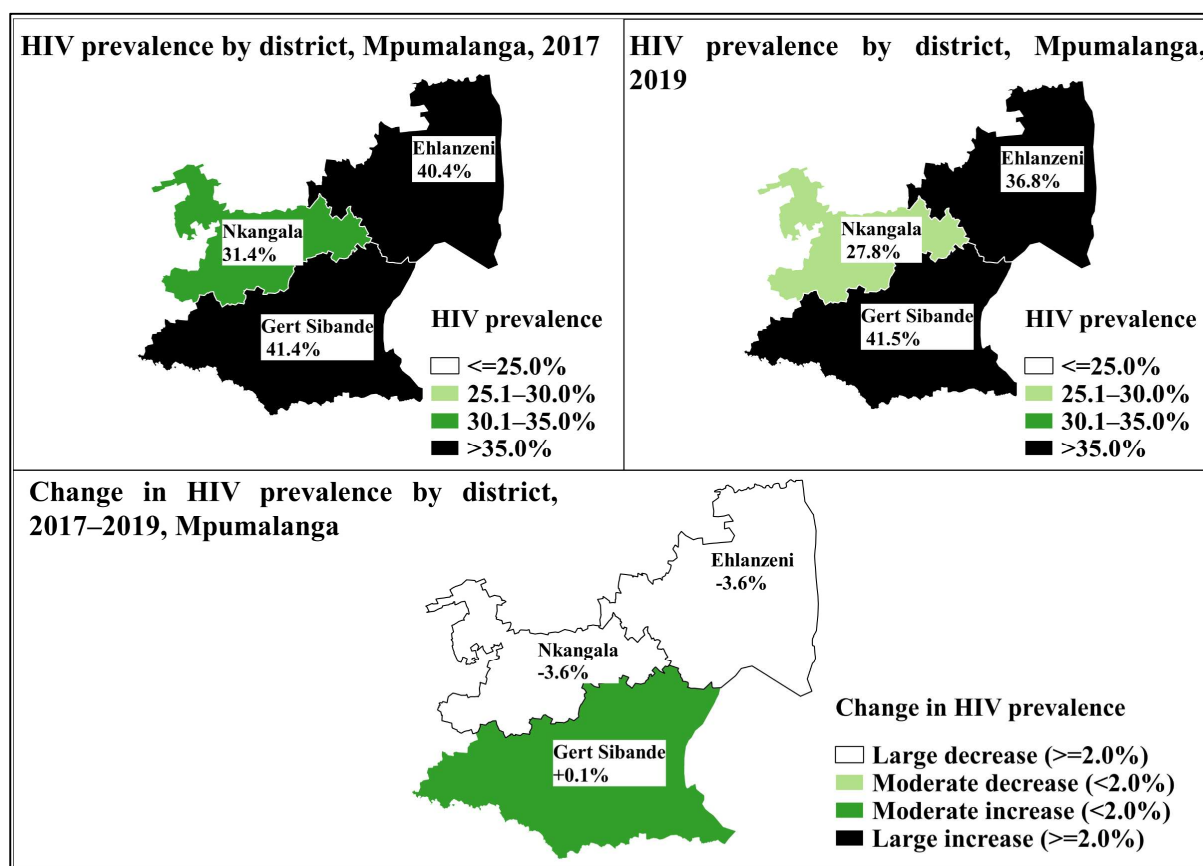 HIV prevalence by district, Mpumalanga, 2017
Ehlanzeni
40.4%
Nkangala
31.4%
Gert Sibande
41.4%
HIV prevalence
<=25.0%
25.1–30.0%
30.1–35.0%
>35.0%
HIV prevalence by district, Mpumalanga,
2019
Ehlanzeni
36.8%
Nkangala
27.8%
Gert Sibande
41.5%
HIV prevalence
<=25.0%
25.1–30.0%
30.1–35.0%
>35.0%
Change in HIV prevalence by district,
2017–2019, Mpumalanga
Ehlanzeni
-3.6%
Nkangala
-3.6%
Gert Sibande
+0.1%
Change in HIV prevalence
Large decrease (>=2.0%)
Moderate decrease (<2.0%)
Moderate increase (<2.0%)
Large increase (>=2.0%)